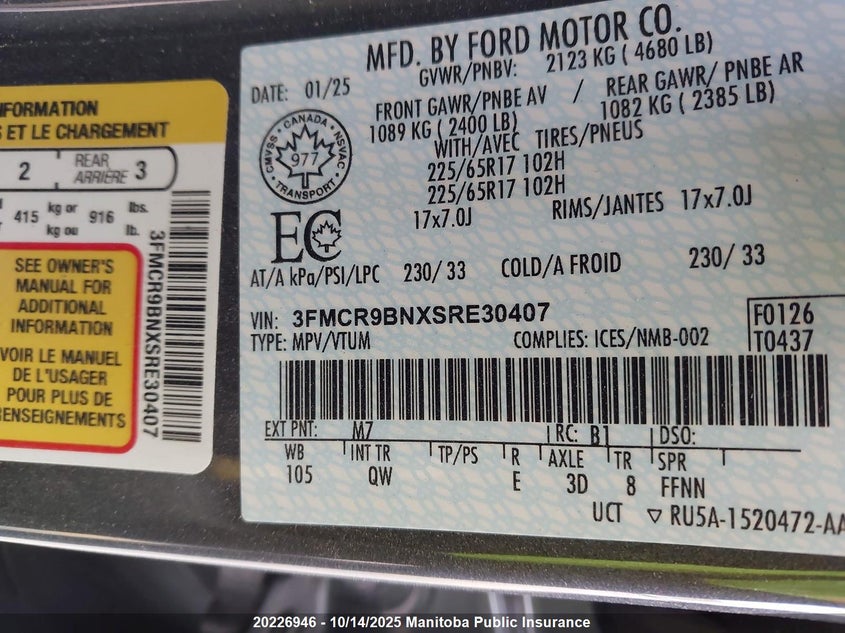 NFORMATION
S ET LE CHARGEMENT
2 REAR ARRIÈRE 3
415 kg or kg ou 916 lbs. lb.
SEE OWNER'S
MANUAL FOR
ADDITIONAL
INFORMATION
VOIR LE MANUEL
DE L'USAGER
POUR PLUS DE
RENSEIGNEMENTS
3FMCR9BNXSRE30407
MFD. BY FORD MOTOR CO.
DATE: 01/25 GVWR/PNBV: 2123 KG ( 4680 LB)
FRONT GAWR/PNBE AV / REAR GAWR/ PNBE AR
1089 KG ( 2400 LB) 1082 KG ( 2385 LB)
WITH/AVEC TIRES/PNEUS
225/65R17 102H
225/65R17 102H
17x7.0J RIMS/JANTES 17x7.0J
CMVSS CANADA NSVAC
977
TRANSPORT
EC
AT/A kPa/PSI/LPC 230/ 33 COLD/A FROID 230/ 33
VIN: 3FMCR9BNXSRE30407 F0126
TYPE: MPV/VTUM COMPLIES: ICES/NMB-002 T0437
EXT PNT: M7 RC: B1 DSO:
WB INT TR TP/PS R AXLE TR SPR
105 QW E 3D 8 FFNN
UCT ▽ RU5A-1520472-AA
20226946 - 10/14/2025 Manitoba Public Insurance